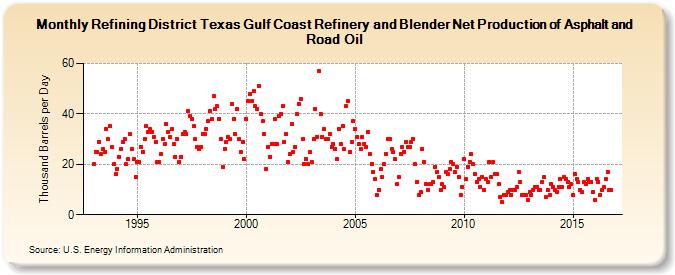 Monthly Refining District Texas Gulf Coast Refinery and Blender Net Production of Asphalt and
Road Oil
Thousand Barrels per Day
60
40
20
0
1995
2000
2005
2010
2015
Source: U.S. Energy Information Administration